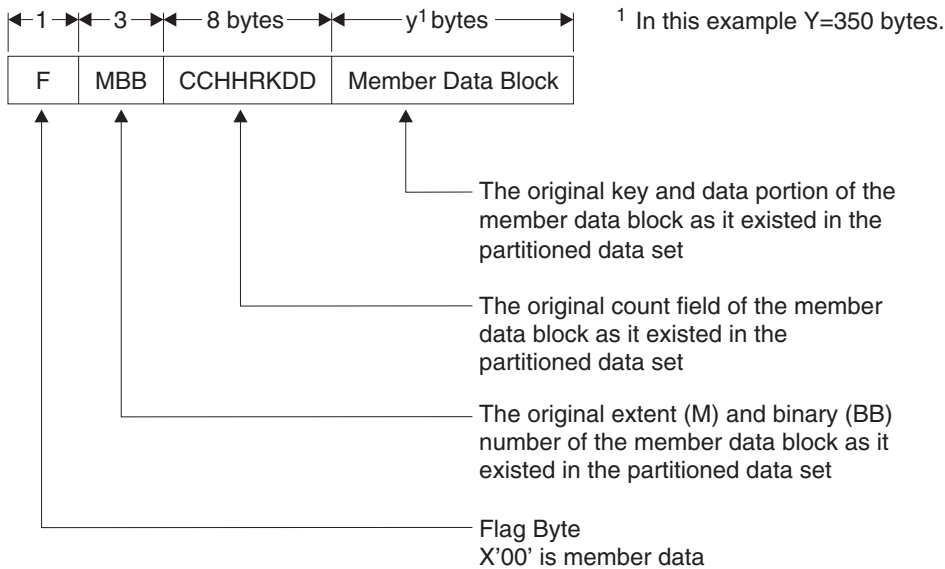 1 3 8 bytes y1 bytes 1 In this example Y=350 bytes.
F MBB CCHHRKDD Member Data Block
The original key and data portion of the
member data block as it existed in the
partitioned data set
The original count field of the member
data block as it existed in the
partitioned data set
The original extent (M) and binary (BB)
number of the member data block as it
existed in the partitioned data set
Flag Byte
X'00' is member data